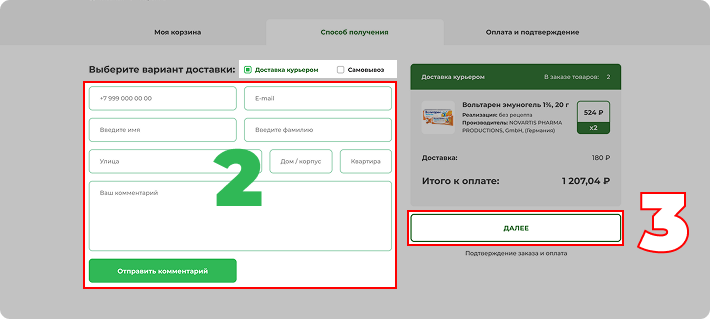 Моя корзина
Способ получения
Оплата и подтверждение
Выберите вариант доставки:
Доставка курьером
Самовывоз
+7 999 000 00 00
E-mail
Введите имя
Введите фамилию
Улица
Дом / корпус
Квартира
Ваш комментарий
2
Отправить комментарий
Доставка курьером
В заказе товаров: 2
Вольтарен эмульгель 1%, 20 г
Реализация: без рецепта
Производитель: NOVARTIS PHARMA
PRODUCTIONS, GmbH, (Германия)
524 ₽
x2
Доставка:
180 ₽
Итого к оплате:
1 207,04 ₽
ДАЛЕЕ
3
Подтверждение заказа и оплата